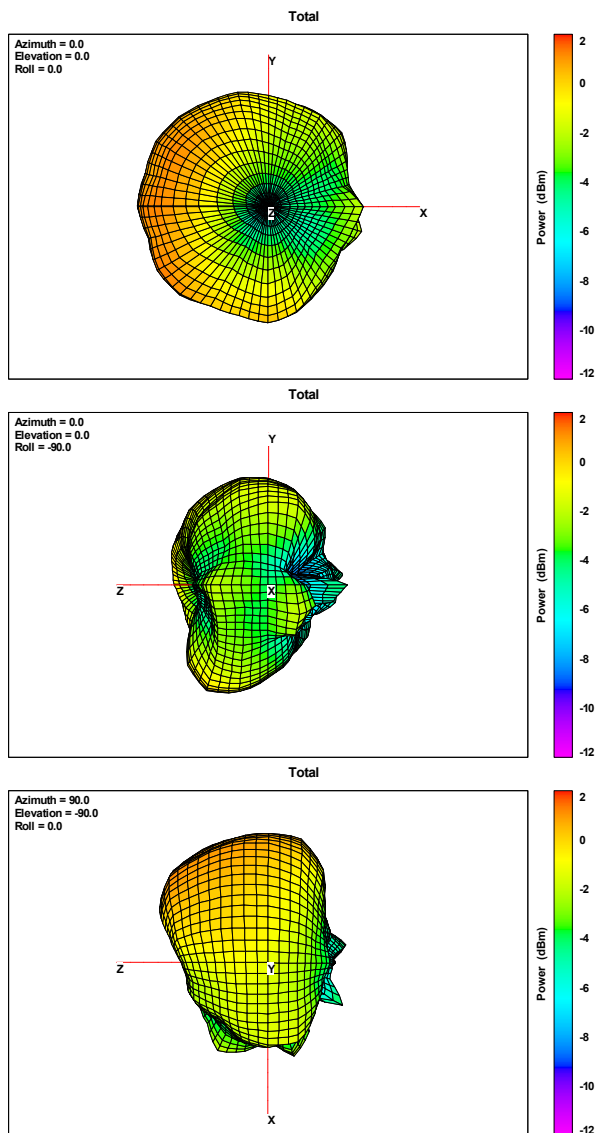 Total
Azimuth = 0.0
Elevation = 0.0
Roll = 0.0
Y
Z
X
2
0
-2
-4
-6
-8
-10
-12
Power (dBm)
Total
Azimuth = 0.0
Elevation = 0.0
Roll = -90.0
Y
Z
X
2
0
-2
-4
-6
-8
-10
-12
Power (dBm)
Total
Azimuth = 90.0
Elevation = -90.0
Roll = 0.0
Z
Y
X
2
0
-2
-4
-6
-8
-10
-12
Power (dBm)